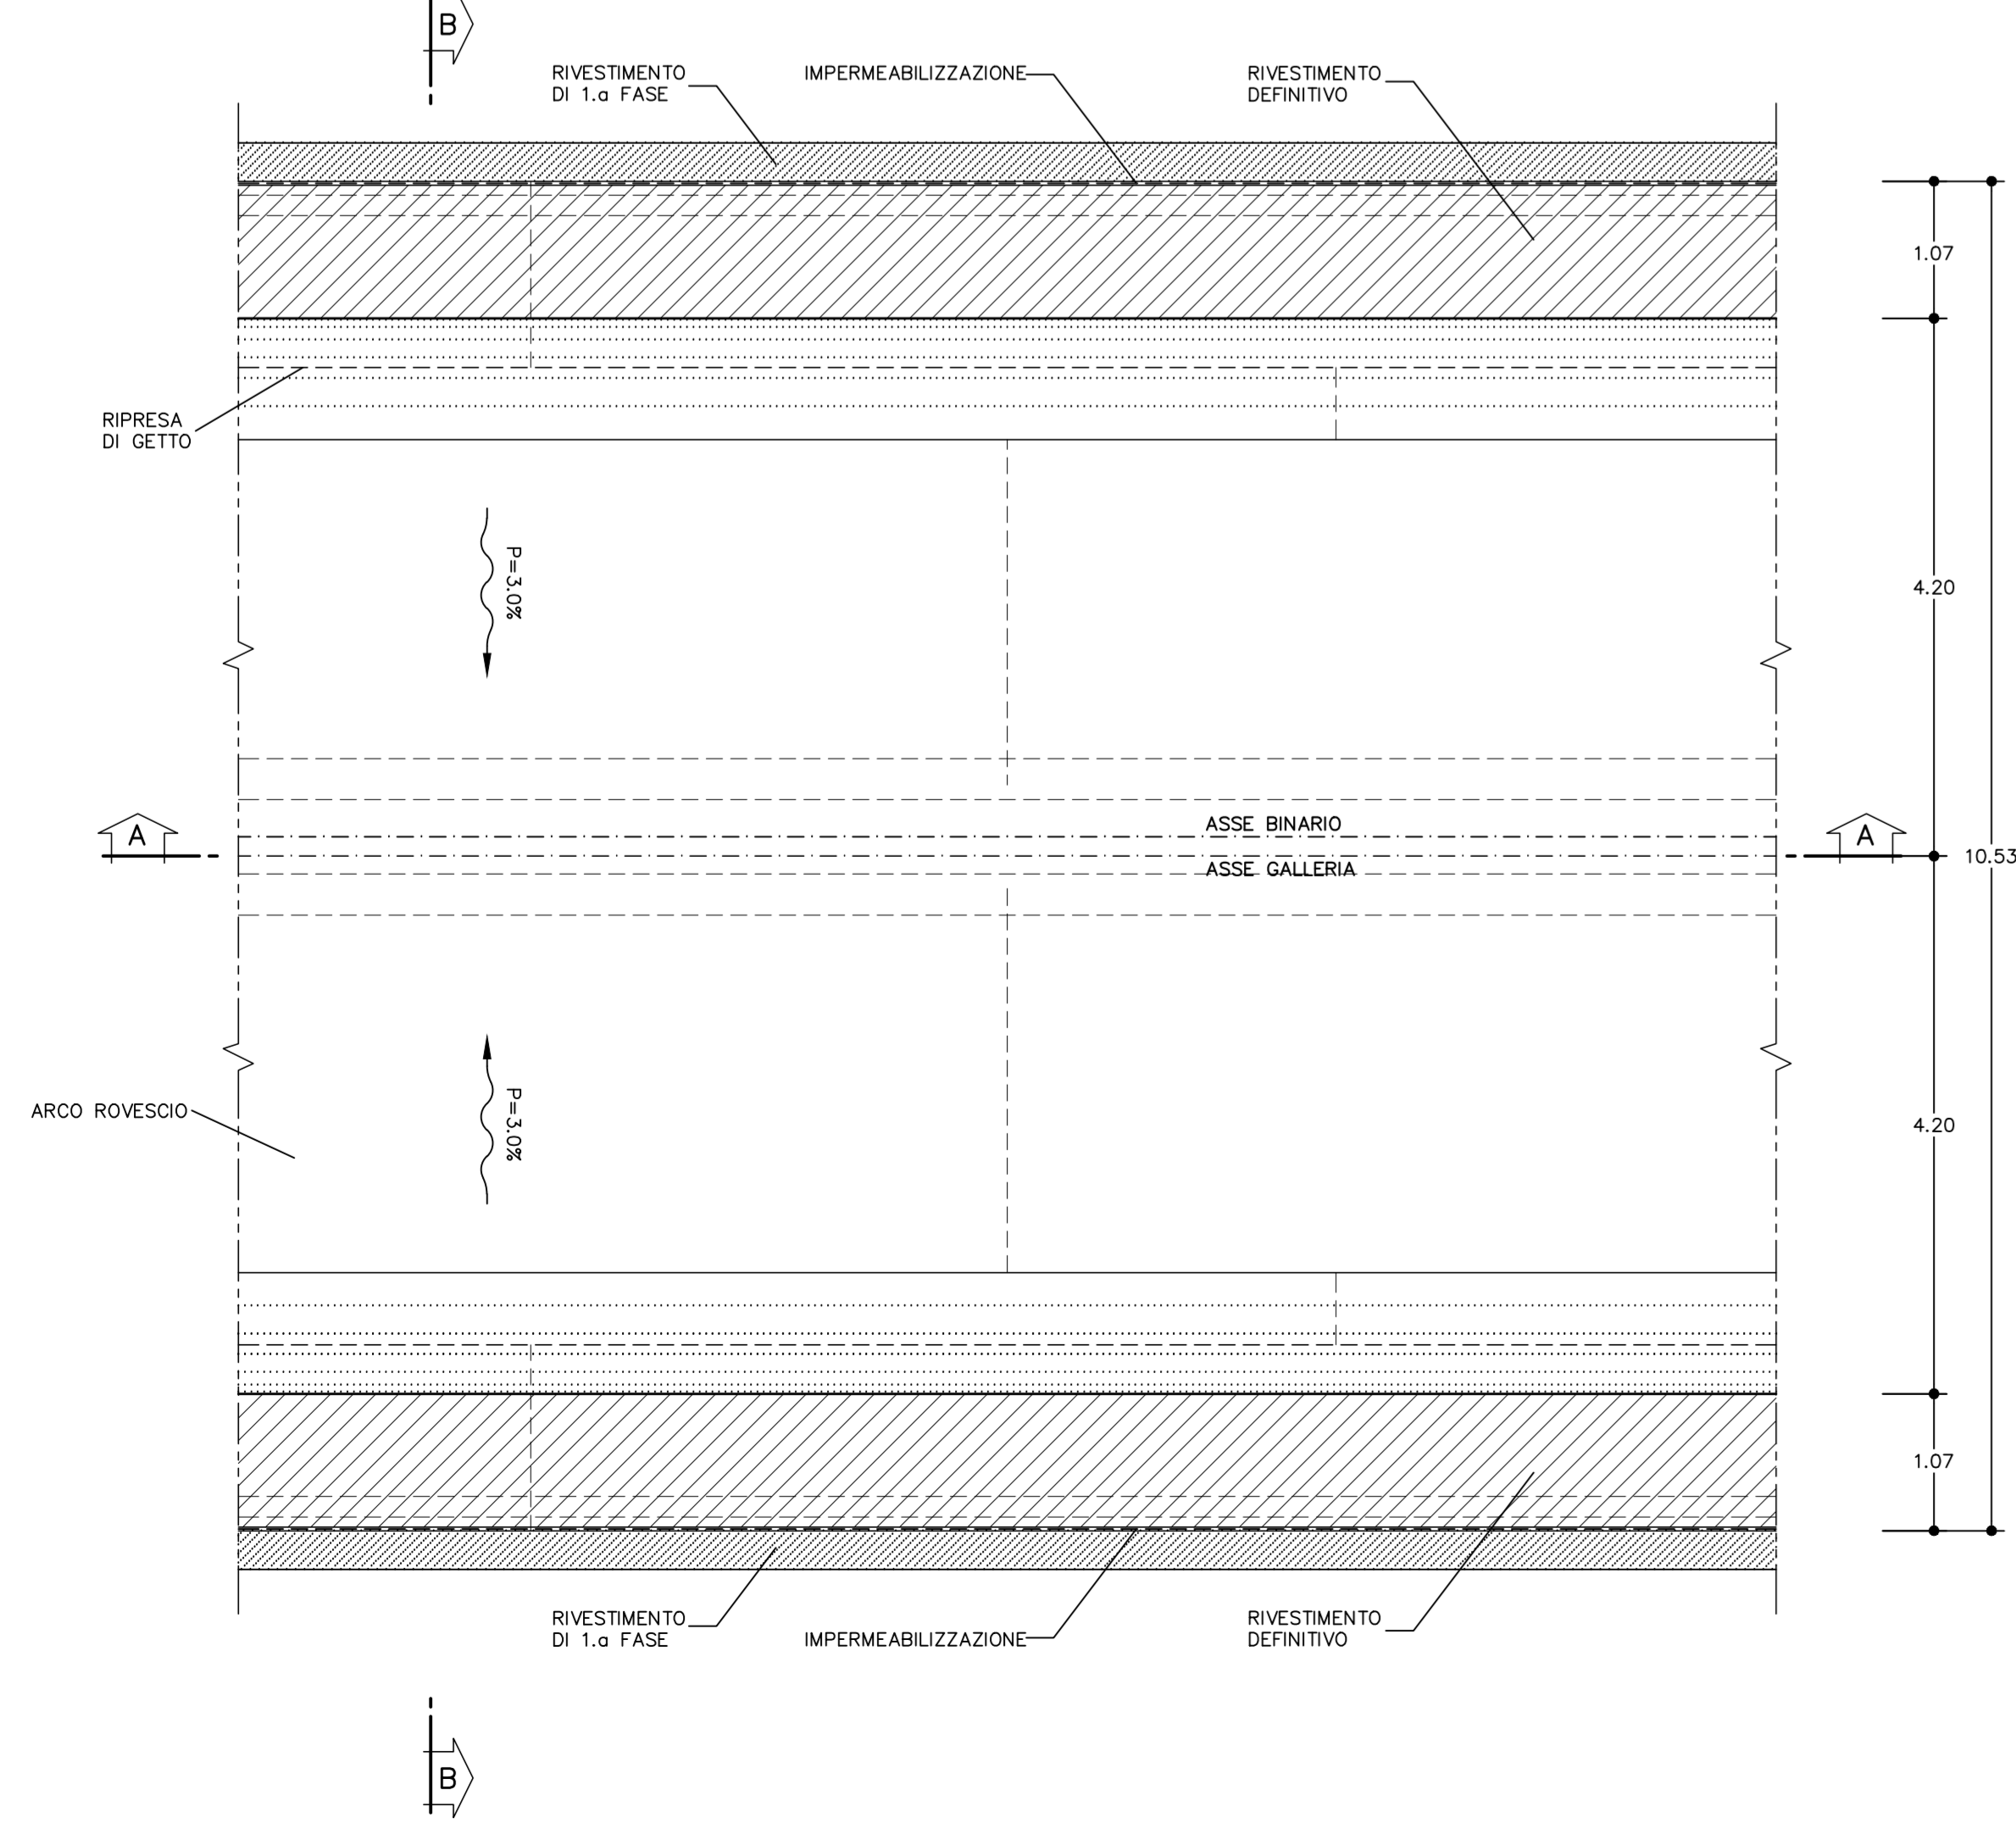 B
RIVESTIMENTO
DI 1.a FASE
IMPERMEABILIZZAZIONE
RIVESTIMENTO
DEFINITIVO
1.07
RIPRESA
DI GETTO
P=3.0%
4.20
ASSE BINARIO
A
A
10.53
ASSE GALLERIA
P=3.0%
ARCO ROVESCIO
4.20
1.07
RIVESTIMENTO
DI 1.a FASE
IMPERMEABILIZZAZIONE
RIVESTIMENTO
DEFINITIVO
B